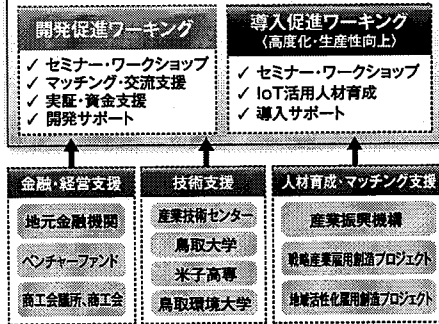 開発促進ワーキング
✓ セミナー・ワークショップ
✓ マッチング・交流支援
✓ 実証・資金支援
✓ 開発サポート
導入促進ワーキング
〈高度化・生産性向上〉
✓ セミナー・ワークショップ
✓ IoT活用人材育成
✓ 導入サポート
金融・経営支援
地元金融機関
ベンチャーファンド
商工会議所、商工会
技術支援
産業技術センター
鳥取大学
米子高専
鳥取環境大学
人材育成・マッチング支援
産業振興機構
戦略産業雇用創造プロジェクト
地域活性化雇用創造プロジェクト